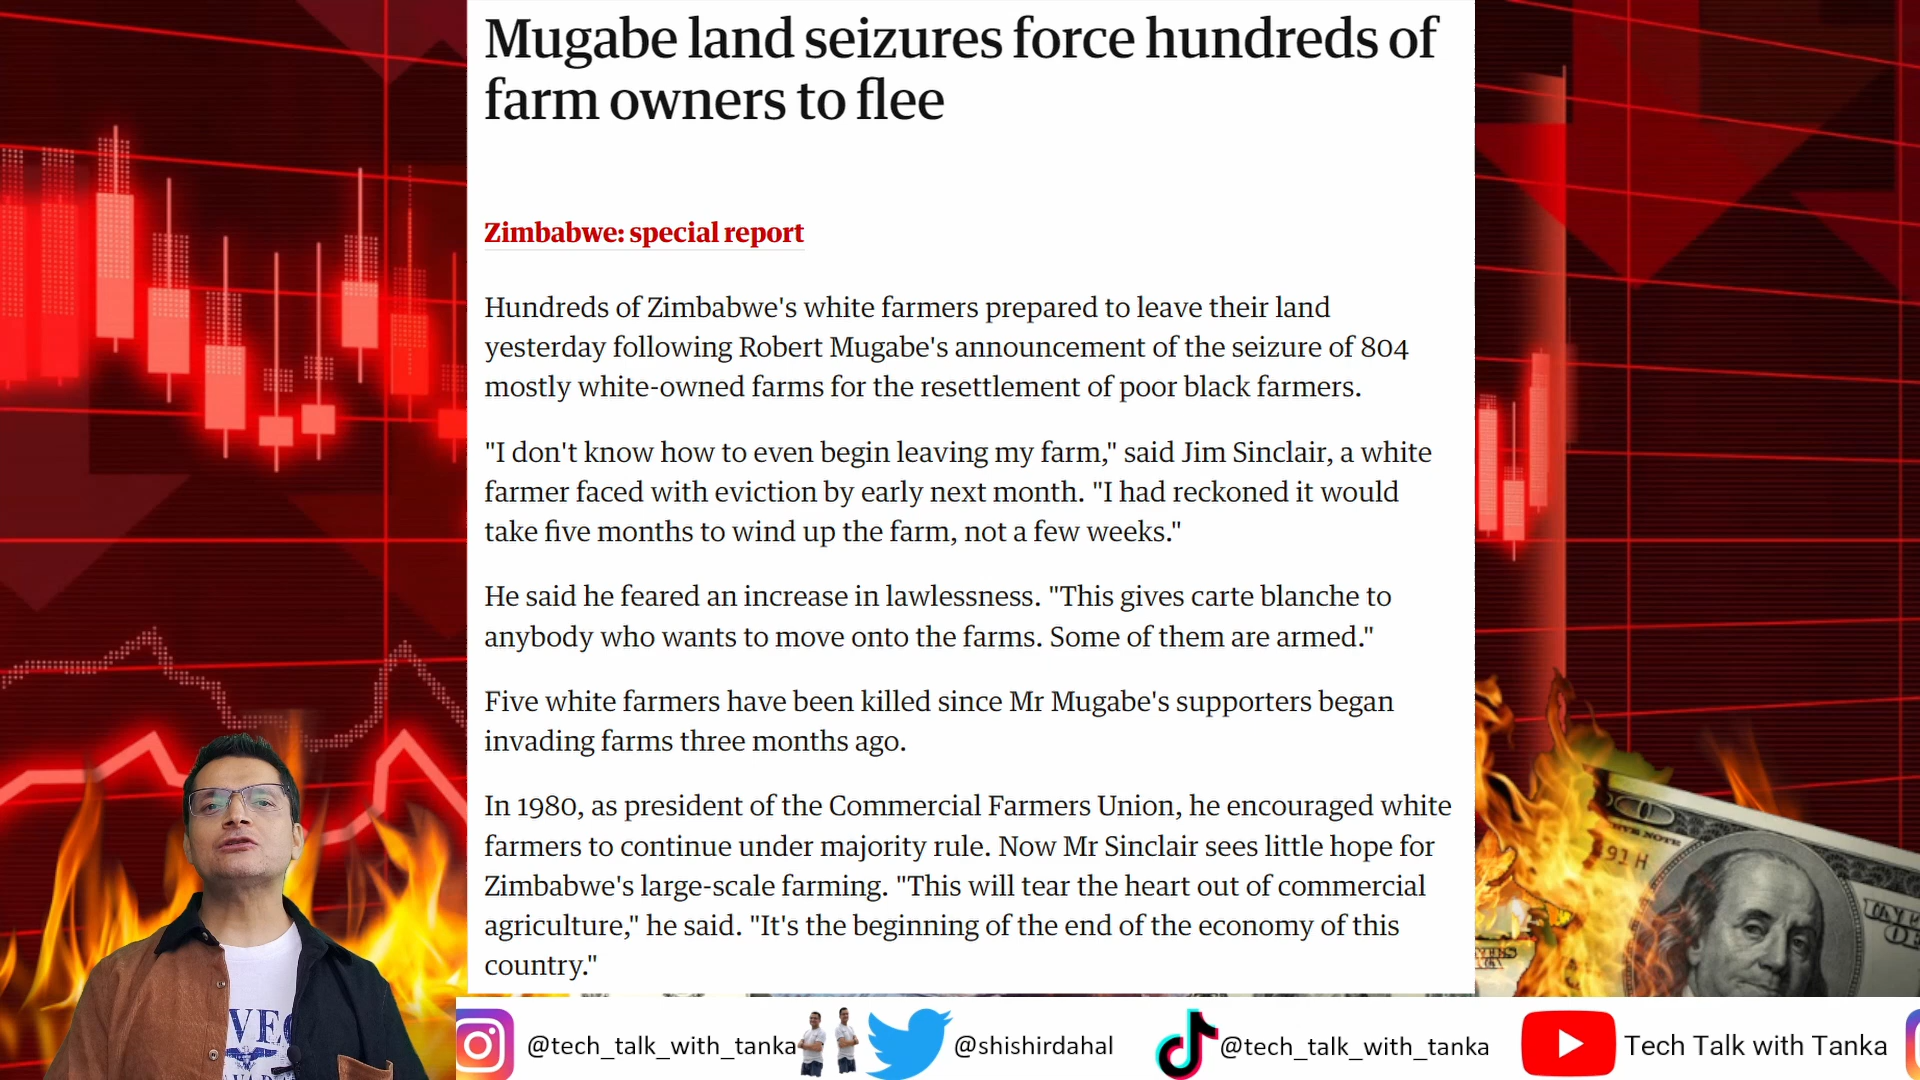 Mugabe land seizures force hundreds of
farm owners to flee
Zimbabwe: special report
Hundreds of Zimbabwe's white farmers prepared to leave their land
yesterday following Robert Mugabe's announcement of the seizure of 804
mostly white-owned farms for the resettlement of poor black farmers.
"I don't know how to even begin leaving my farm," said Jim Sinclair, a white
farmer faced with eviction by early next month. "I had reckoned it would
take five months to wind up the farm, not a few weeks."
He said he feared an increase in lawlessness. "This gives carte blanche to
anybody who wants to move onto the farms. Some of them are armed."
Five white farmers have been killed since Mr Mugabe's supporters began
invading farms three months ago.
In 1980, as president of the Commercial Farmers Union, he encouraged white
farmers to continue under majority rule. Now Mr Sinclair sees little hope for
Zimbabwe's large-scale farming. "This will tear the heart out of commercial
agriculture," he said. "It's the beginning of the end of the economy of this
country."
@tech_talk_with_tanka @shishirdahal @tech_talk_with_tanka Tech Talk with Tanka